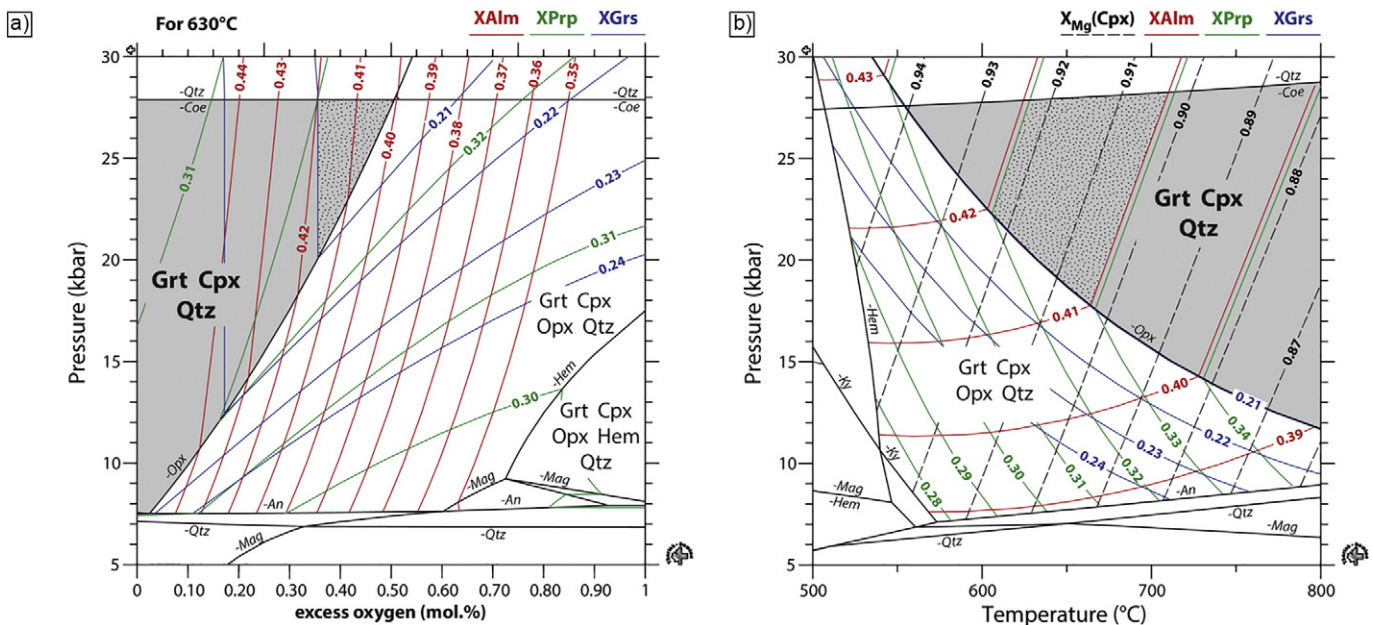 a)
For 630°C
XAlm XPrp XGrs
Pressure (kbar)
30
25
20
15
10
5
0.44
0.43
0.41
0.39
0.37
0.36
0.35
-Qtz
-Qtz
-Coe
-Coe
0.21
0.22
0.32
0.38
0.40
0.31
0.42
0.23
0.31
0.24
Grt Cpx
Qtz
Grt Cpx
Opx Qtz
-Hem
0.30
Grt Cpx
Opx Hem
Qtz
-Opx
-Mag
-Mag
-An
-An
-Qtz
-Mag
-Qtz
0 0.10 0.20 0.30 0.40 0.50 0.60 0.70 0.80 0.90 1
excess oxygen (mol.%)
b)
XMg(Cpx) XAlm XPrp XGrs
Pressure (kbar)
30
25
20
15
10
5
0.43
0.94
0.93
0.92
0.91
-Qtz
-Coe
0.90
0.89
0.88
0.42
Grt Cpx
Qtz
-Hem
0.41
-Opx
0.87
-Ky
Grt Cpx
Opx Qtz
0.40
0.21
-Ky
0.34
0.22
0.39
0.33
0.23
0.24
0.32
0.31
0.30
0.29
0.28
-An
-Mag
-Hem
-Qtz
-Mag
-Qtz
500 600 700 800
Temperature (°C)